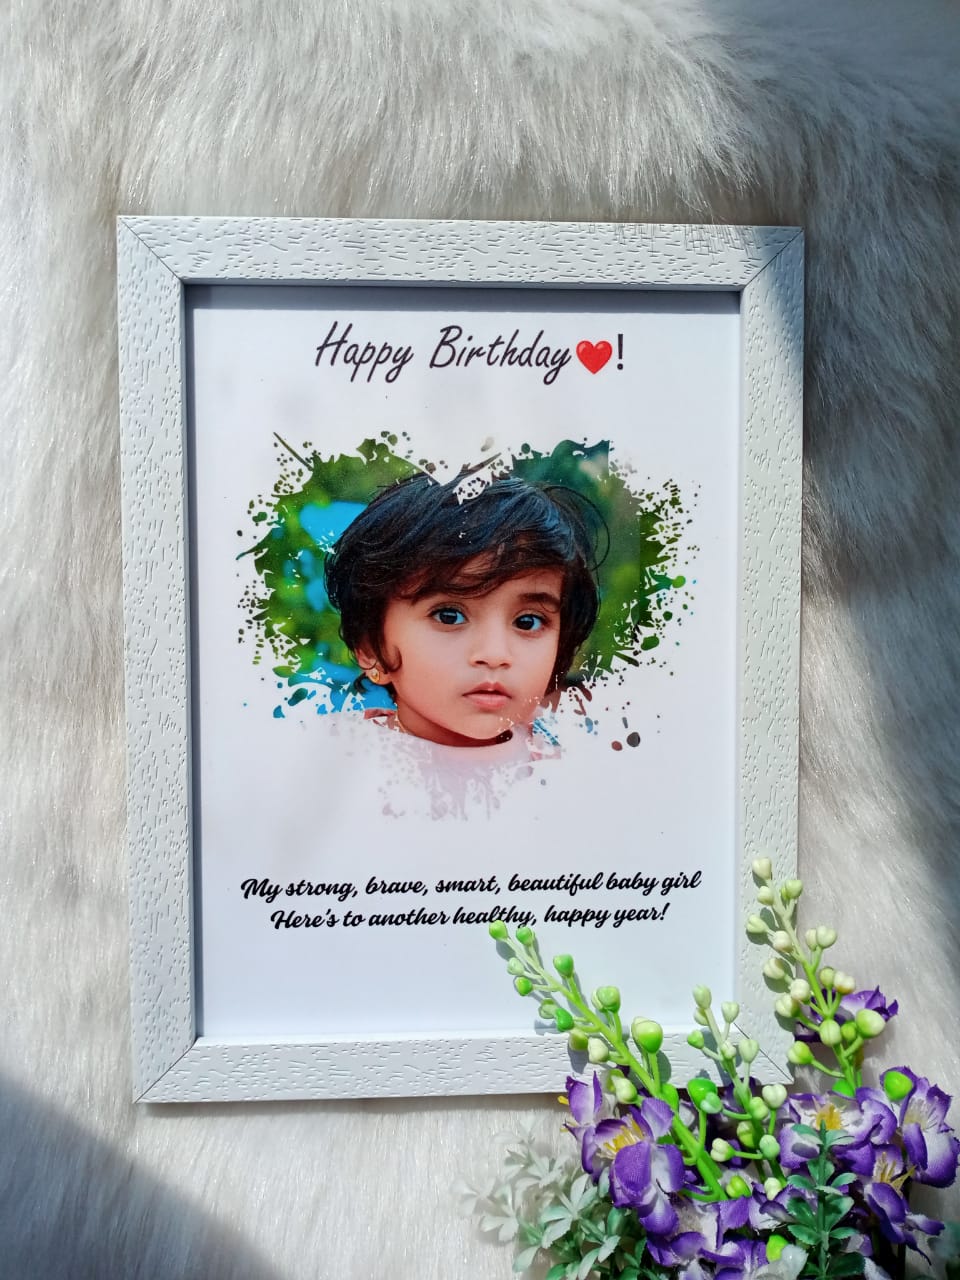 Happy Birthday❤️!
My strong, brave, smart, beautiful baby girl
Here's to another healthy, happy year!